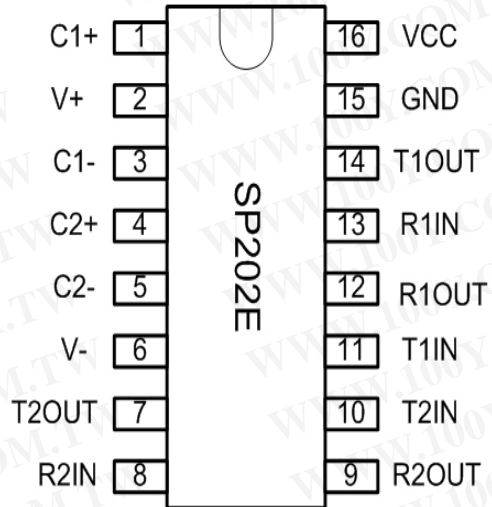 C1+ 1 16 VCC
V+ 2 15 GND
C1- 3 14 T1OUT
C2+ 4 13 R1IN
C2- 5 12 R1OUT
V- 6 11 T1IN
T2OUT 7 10 T2IN
R2IN 8 9 R2OUT
SP202E